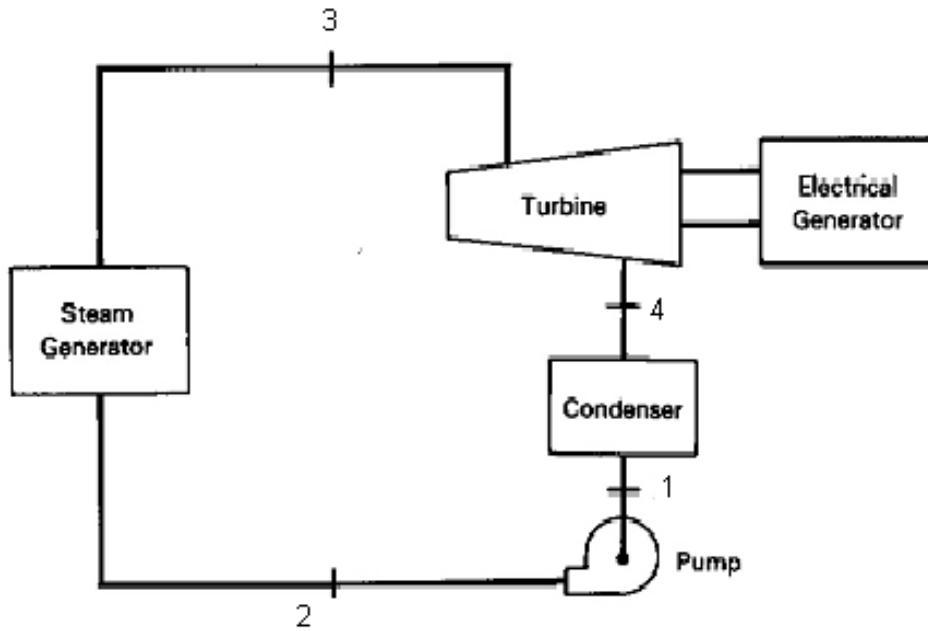 3
Turbine
Electrical
Generator
Steam
Generator
4
Condenser
1
Pump
2